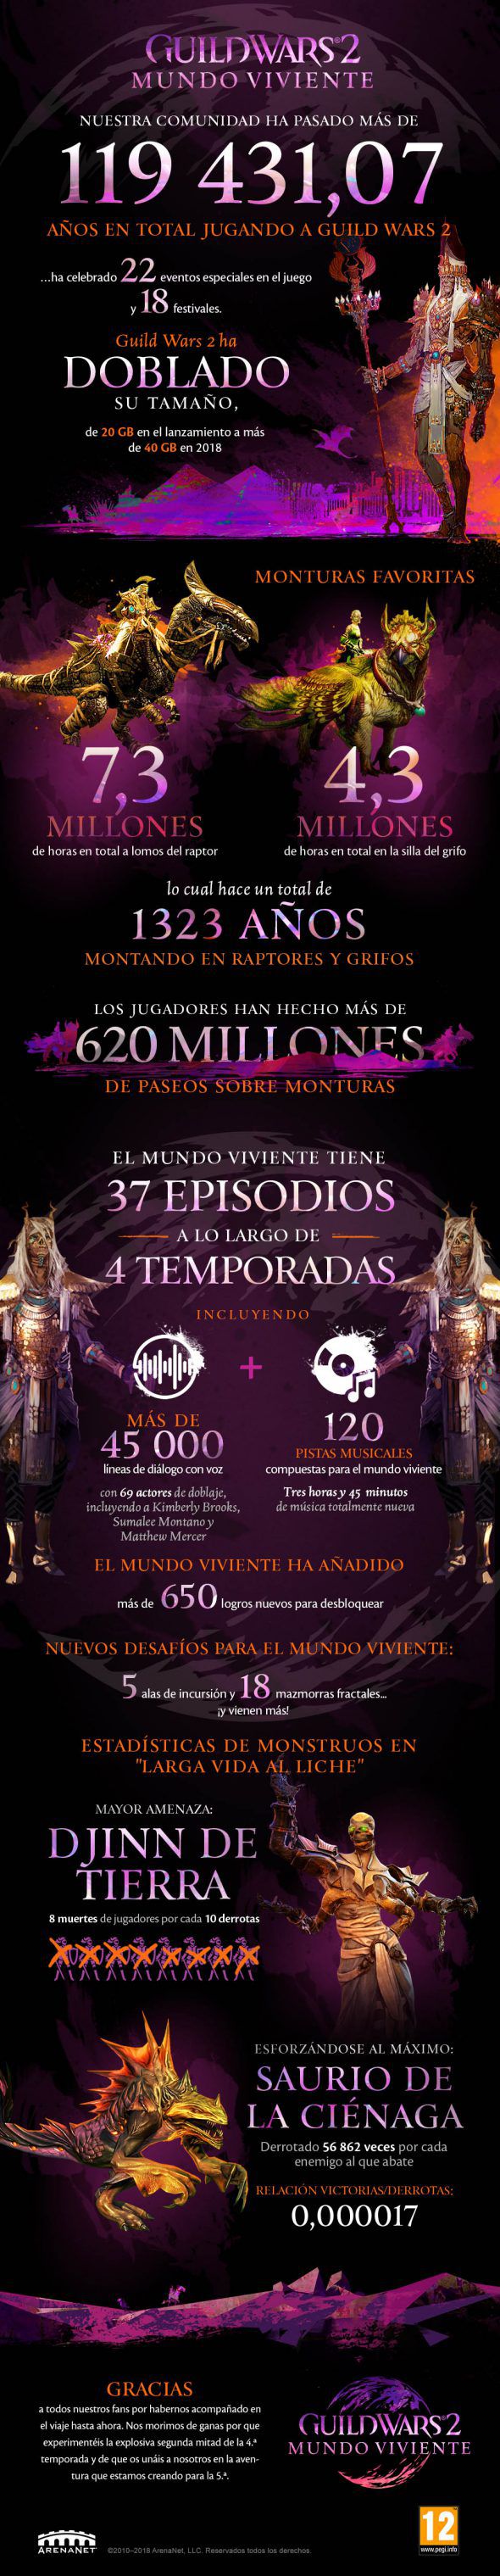 GUILDWARS®2
MUNDO VIVIENTE
NUESTRA COMUNIDAD HA PASADO MÁS DE
119 431,07
AÑOS EN TOTAL JUGANDO A GUILD WARS 2
...ha celebrado 22 eventos especiales en el juego
y 18 festivales.
Guild Wars 2 ha
DOBLADO
SU TAMAÑO,
de 20 GB en el lanzamiento a más
de 40 GB en 2018
MONTURAS FAVORITAS
7,3
MILLONES
de horas en total a lomos del raptor
4,3
MILLONES
de horas en total en la silla del grifo
lo cual hace un total de
1323 AÑOS
MONTANDO EN RAPTORES Y GRIFOS
LOS JUGADORES HAN HECHO MÁS DE
620 MILLONES
DE PASEOS SOBRE MONTURAS
EL MUNDO VIVIENTE TIENE
37 EPISODIOS
A LO LARGO DE
4 TEMPORADAS
INCLUYENDO
+
MÁS DE
45 000
líneas de diálogo con voz
con 69 actores de doblaje,
incluyendo a Kimberly Brooks,
Sumalee Montano y
Matthew Mercer
120
PISTAS MUSICALES
compuestas para el mundo viviente
Tres horas y 45 minutos
de música totalmente nueva
EL MUNDO VIVIENTE HA AÑADIDO
más de 650 logros nuevos para desbloquear
NUEVOS DESAFÍOS PARA EL MUNDO VIVIENTE:
5 alas de incursión y 18 mazmorras fractales...
¡y vienen más!
ESTADÍSTICAS DE MONSTRUOS EN
"LARGA VIDA AL LICHE"
MAYOR AMENAZA:
DJINN DE
TIERRA
8 muertes de jugadores por cada 10 derrotas
ESFORZÁNDOSE AL MÁXIMO:
SAURIO DE
LA CIÉNAGA
Derrotado 56 862 veces por cada
enemigo al que abate
RELACIÓN VICTORIAS/DERROTAS:
0,000017
GRACIAS
a todos nuestros fans por habernos acompañado en
el viaje hasta ahora. Nos morimos de ganas por que
experimentéis la explosiva segunda mitad de la 4.ª
temporada y de que os unáis a nosotros en la aven-
tura que estamos creando para la 5.ª.
GUILDWARS®2
MUNDO VIVIENTE
ARENANET
©2010–2018 ArenaNet, LLC. Reservados todos los derechos.
12
www.pegi.info